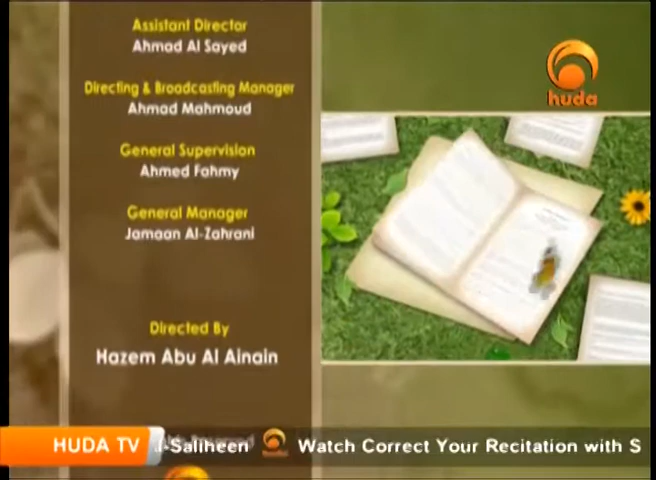 Assistant Director
Ahmad Al Sayed
Directing & Broadcasting Manager
Ahmad Mahmoud
General Supervision
Ahmed Fahmy
General Manager
Jamaan Al-Zahrani
Directed By
Hazem Abu Al Ainain
huda
HUDA TV
-Saliheen
Watch Correct Your Recitation with S